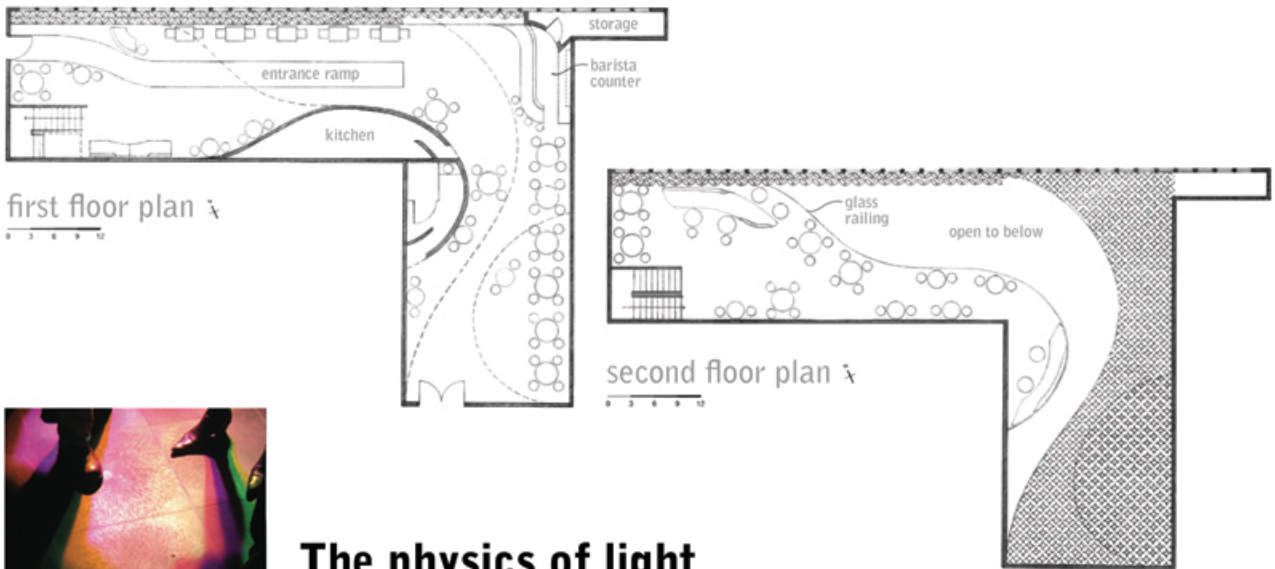 storage
barista
counter
entrance ramp
kitchen
first floor plan
0 3 6 9 12
glass
railing
open to below
second floor plan
0 3 6 9 12
The physics of light